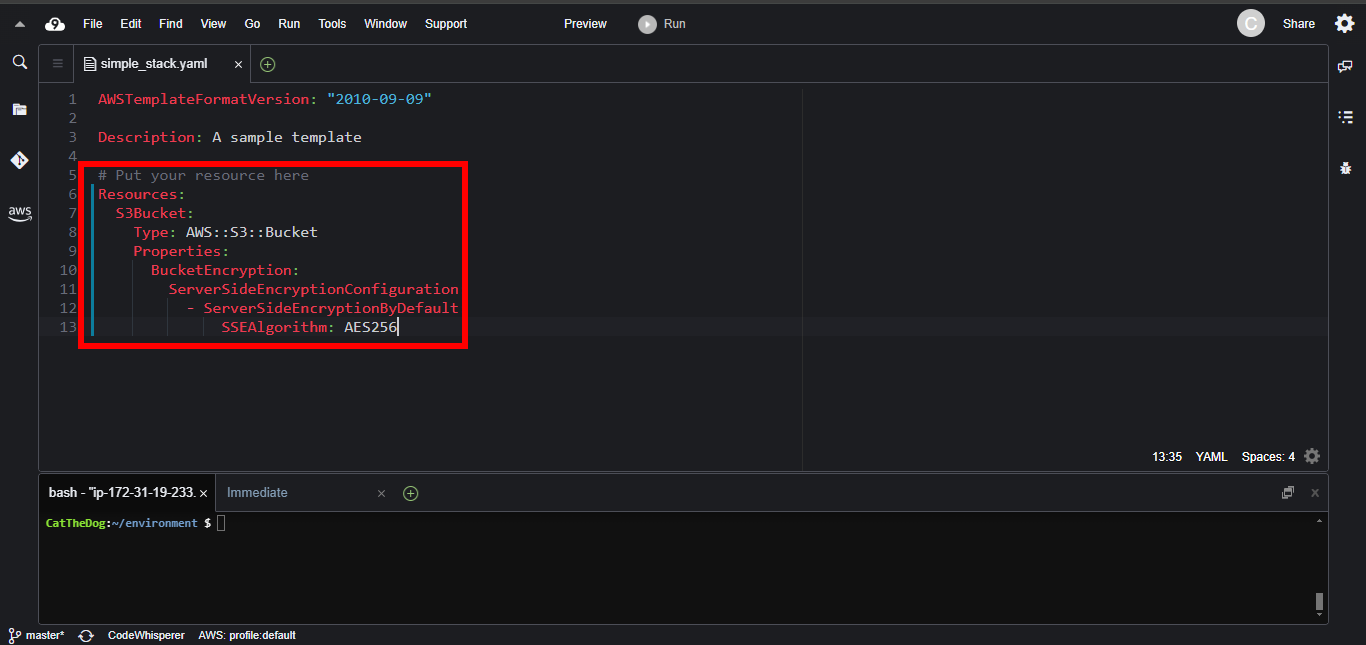 File Edit Find View Go Run Tools Window Support Preview Run C Share
9
simple_stack.yaml ×
aws
1 AWSTemplateFormatVersion: "2010-09-09"
2
3 Description: A sample template
4
5 # Put your resource here
6 Resources:
7 S3Bucket:
8 Type: AWS::S3::Bucket
9 Properties:
10 BucketEncryption:
11 ServerSideEncryptionConfiguration
12 - ServerSideEncryptionByDefault
13 SSEAlgorithm: AES256
13:35 YAML Spaces: 4
bash - "ip-172-31-19-233. × Immediate ×
CatTheDog:~/environment $
master* CodeWhisperer AWS: profile:default